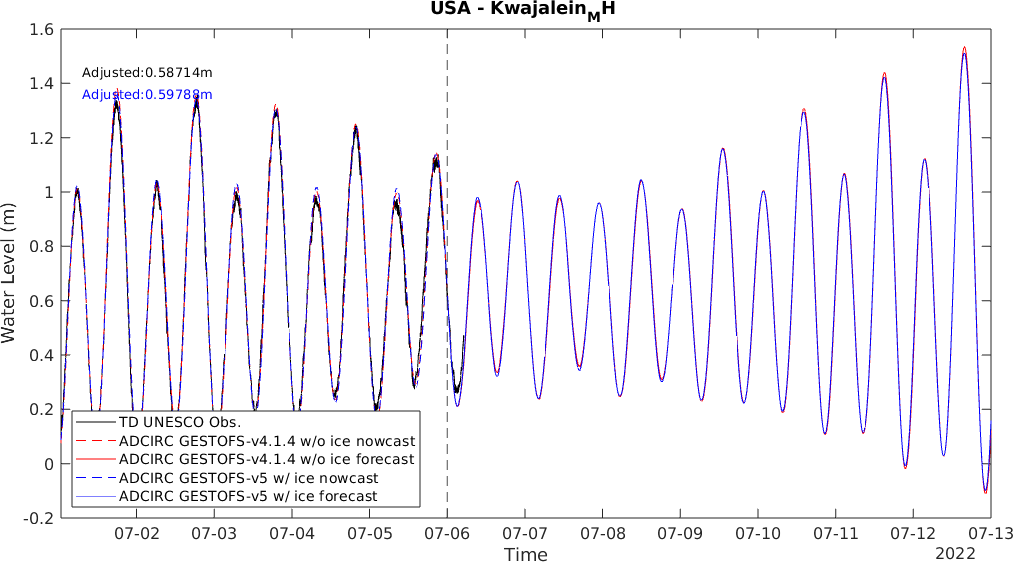 USA - Kwajalein_MH
Adjusted:0.58714m
Adjusted:0.59788m
Water Level (m)
1.6
1.4
1.2
1
0.8
0.6
0.4
0.2
0
-0.2
TD UNESCO Obs.
ADCIRC GESTOFS-v4.1.4 w/o ice nowcast
ADCIRC GESTOFS-v4.1.4 w/o ice forecast
ADCIRC GESTOFS-v5 w/ ice nowcast
ADCIRC GESTOFS-v5 w/ ice forecast
07-02 07-03 07-04 07-05 07-06 07-07 07-08 07-09 07-10 07-11 07-12 07-13
Time
2022